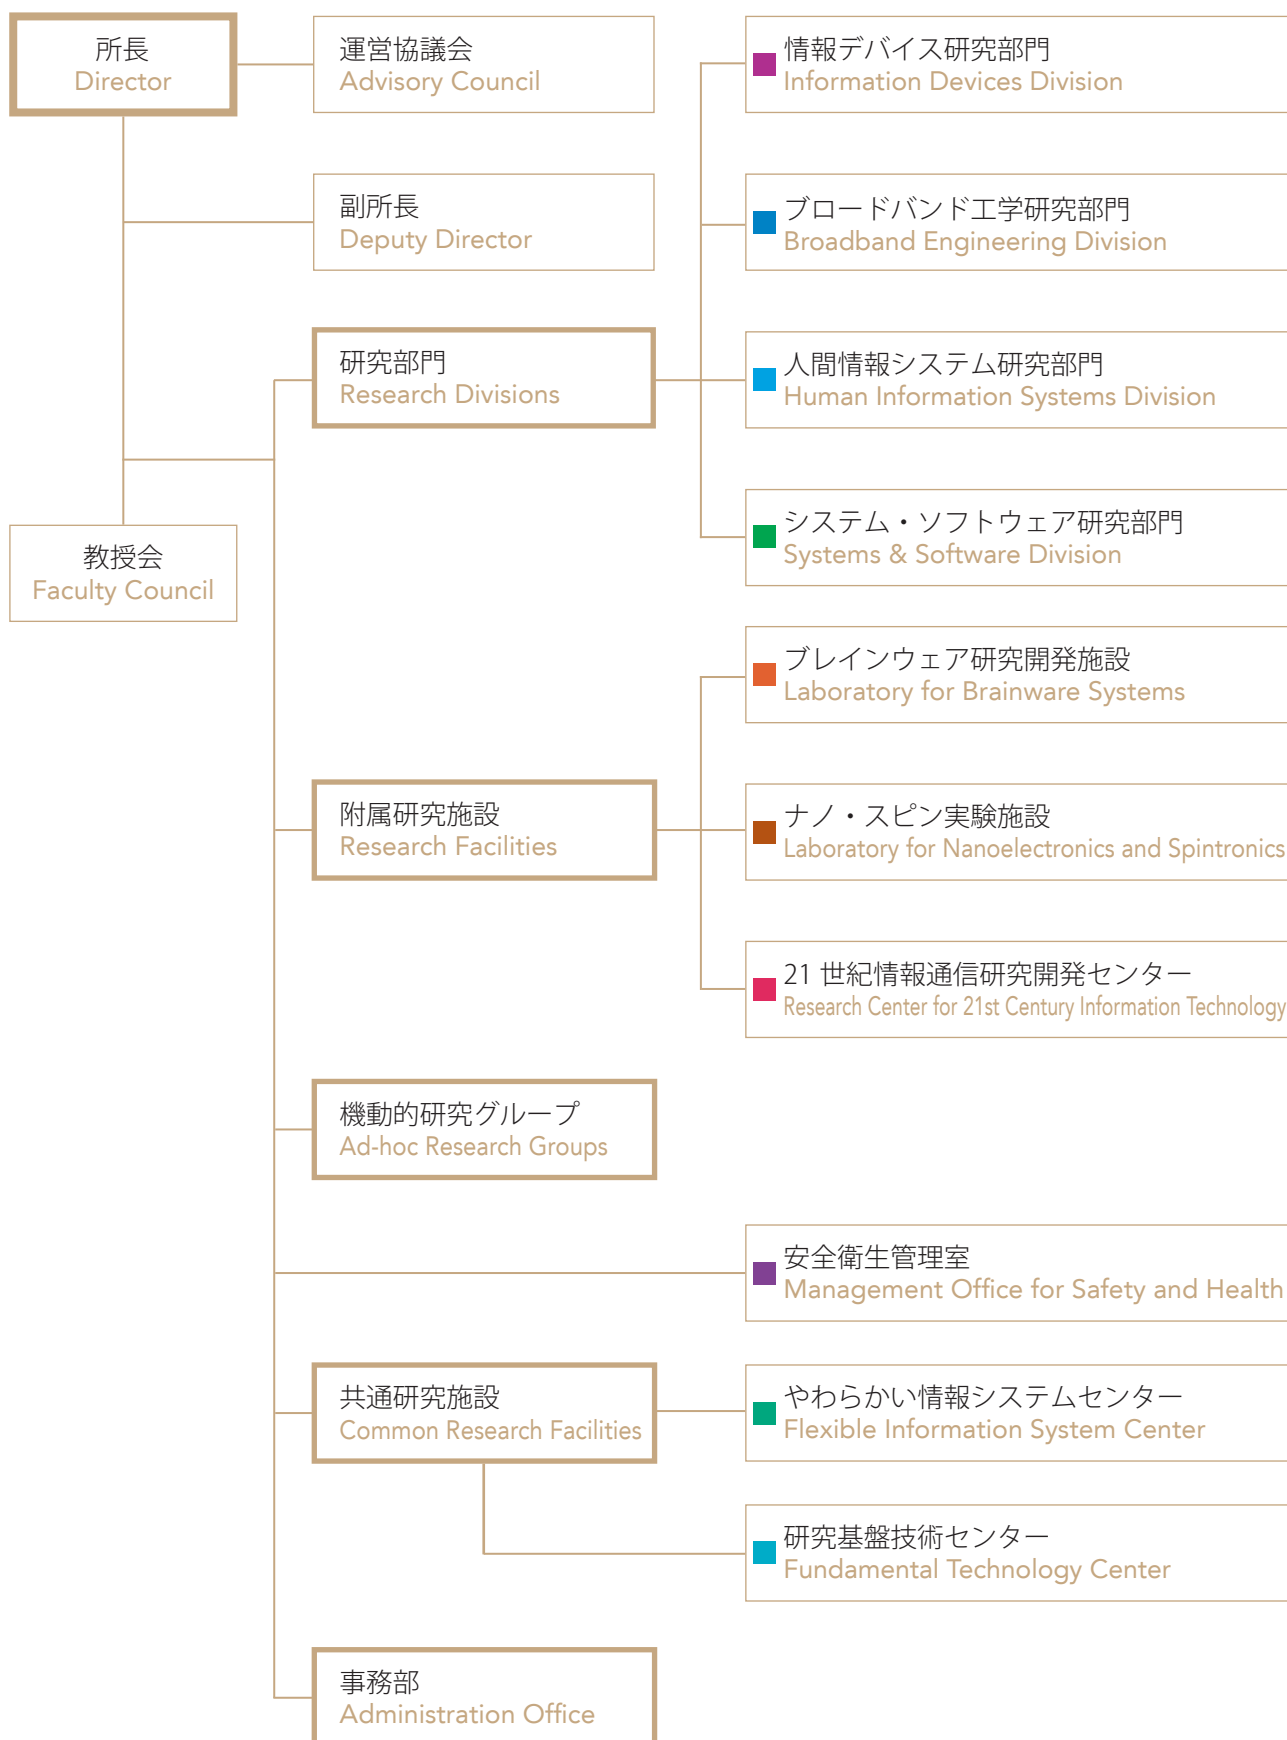 所長
Director
運営協議会
Advisory Council
副所長
Deputy Director
教授会
Faculty Council
研究部門
Research Divisions
情報デバイス研究部門
Information Devices Division
ブロードバンド工学研究部門
Broadband Engineering Division
人間情報システム研究部門
Human Information Systems Division
システム・ソフトウェア研究部門
Systems & Software Division
附属研究施設
Research Facilities
ブレインウェア研究開発施設
Laboratory for Brainware Systems
ナノ・スピン実験施設
Laboratory for Nanoelectronics and Spintronics
21 世紀情報通信研究開発センター
Research Center for 21st Century Information Technology
機動的研究グループ
Ad-hoc Research Groups
安全衛生管理室
Management Office for Safety and Health
共通研究施設
Common Research Facilities
やわらかい情報システムセンター
Flexible Information System Center
研究基盤技術センター
Fundamental Technology Center
事務部
Administration Office